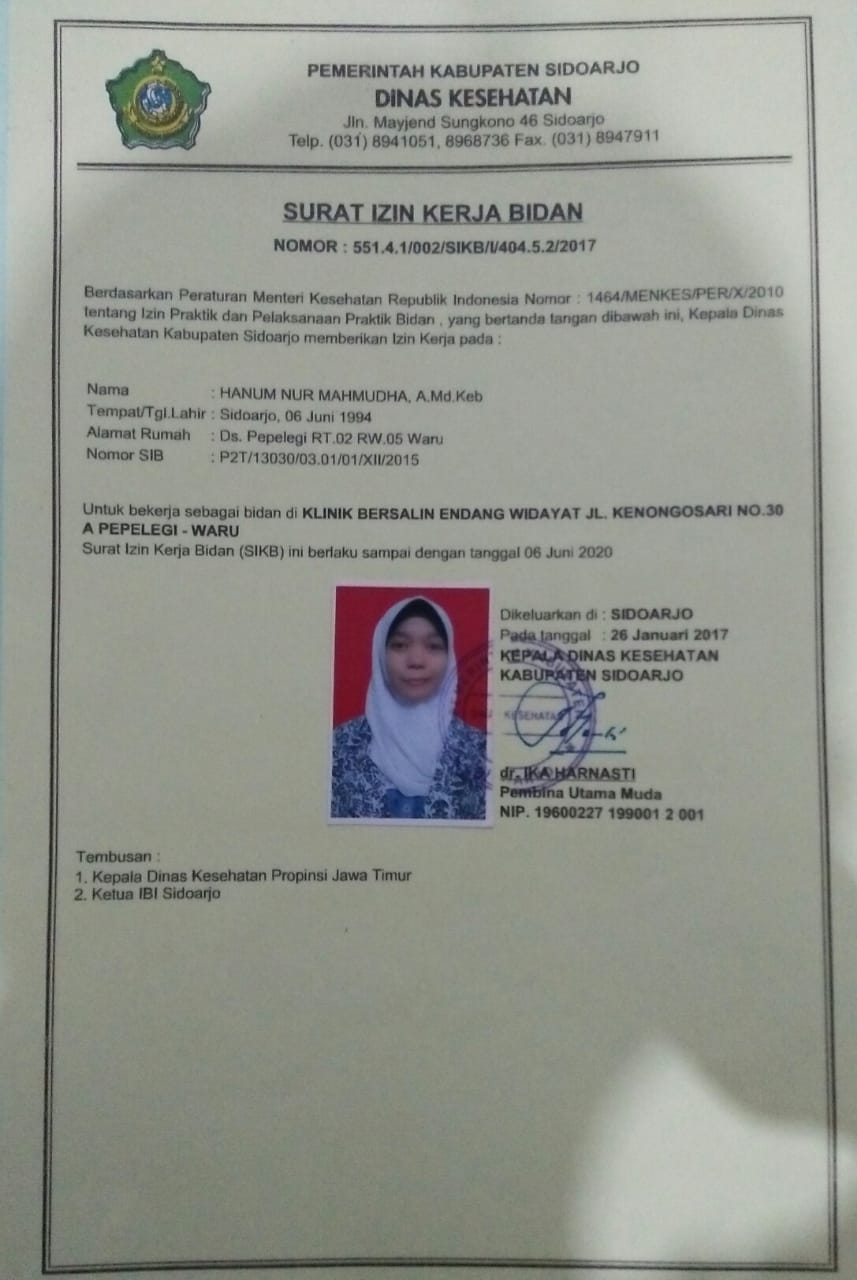 PEMERINTAH KABUPATEN SIDOARJO
DINAS KESEHATAN
Jln. Mayjend Sungkono 46 Sidoarjo
Telp. (031) 8941051, 8968736 Fax. (031) 8947911
SURAT IZIN KERJA BIDAN
NOMOR : 551.4.1/002/SIKB/I/404.5.2/2017
Berdasarkan Peraturan Menteri Kesehatan Republik Indonesia Nomor : 1464/MENKES/PER/X/2010
tentang Izin Praktik dan Pelaksanaan Praktik Bidan , yang bertanda tangan dibawah ini, Kepala Dinas
Kesehatan Kabupaten Sidoarjo memberikan Izin Kerja pada :
Nama : HANUM NUR MAHMUDHA, A.Md.Keb
Tempat/Tgl.Lahir : Sidoarjo, 06 Juni 1994
Alamat Rumah : Ds. Pepelegi RT.02 RW.05 Waru
Nomor SIB : P2T/13030/03.01/01/XII/2015
Untuk bekerja sebagai bidan di KLINIK BERSALIN ENDANG WIDAYAT JL. KENONGOSARI NO.30
A PEPELEGI - WARU
Surat Izin Kerja Bidan (SIKB) ini berlaku sampai dengan tanggal 06 Juni 2020
Dikeluarkan di : SIDOARJO
Pada tanggal : 26 Januari 2017
KEPALA DINAS KESEHATAN
KABUPATEN SIDOARJO
KESEHATAN
dr. IKA HARNASTI
Pembina Utama Muda
NIP. 19600227 199001 2 001
Tembusan :
1. Kepala Dinas Kesehatan Propinsi Jawa Timur
2. Ketua IBI Sidoarjo